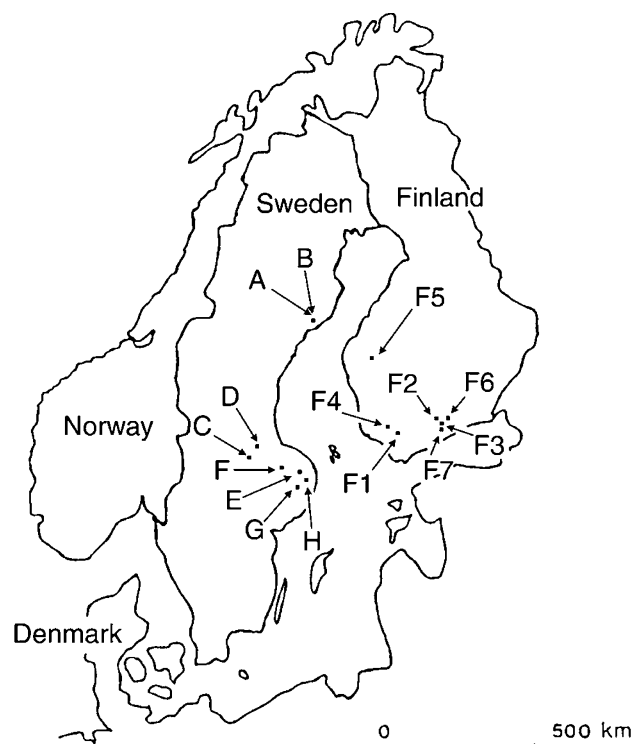 Sweden
Finland
B
A
F5
D
F2
F6
C
F4
Norway
F
F3
E
F1
F7
G
H
Denmark
0 500 km